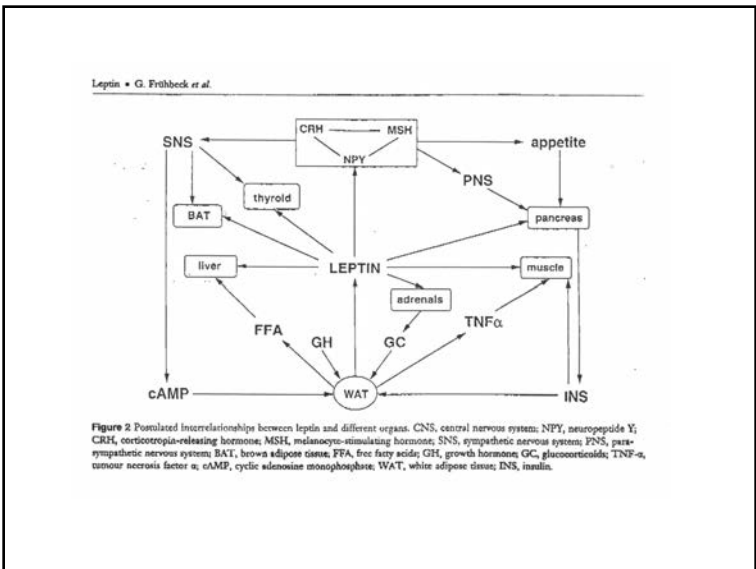 Leptin • G. Frühbeck et al.
CRH MSH
SNS appetite
NPY
PNS
thyroid
BAT pancreas
liver LEPTIN muscle
adrenals
TNFα
FFA
GH GC
cAMP WAT INS
Figure 2 Postulated interrelationships between leptin and different organs. CNS, central nervous system; NPY, neuropeptide Y;
CRH, corticotropin-releasing hormone; MSH, melanocyte-stimulating hormone; SNS, sympathetic nervous system; PNS, para-
sympathetic nervous system; BAT, brown adipose tissue; FFA, free fatty acids; GH, growth hormone; GC, glucocorticoids; TNF-α,
tumour necrosis factor α; cAMP, cyclic adenosine monophosphate; WAT, white adipose tissue; INS, insulin.